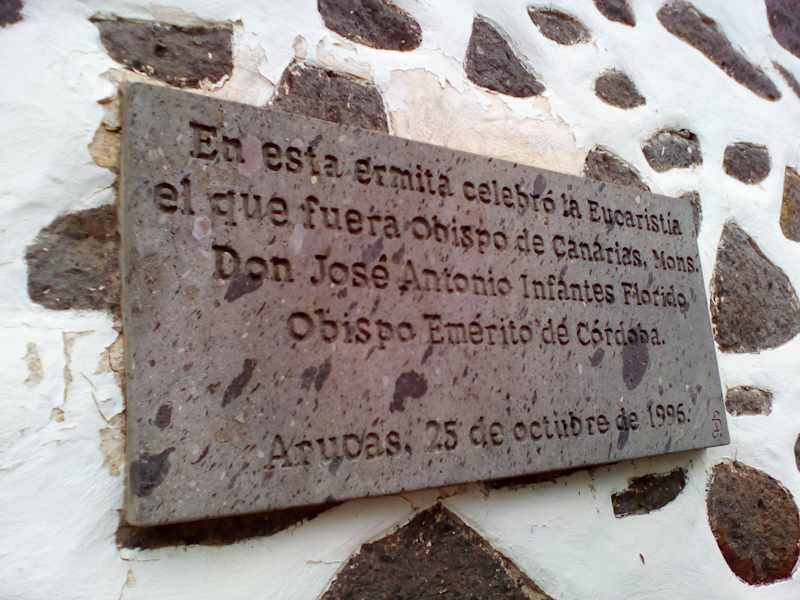 En esta ermita celebró la Eucaristía
el que fuera Obispo de Canarias, Mons.
Don José Antonio Infantes Florido,
Obispo Emérito de Córdoba.
Arucas, 25 de octubre de 1996.